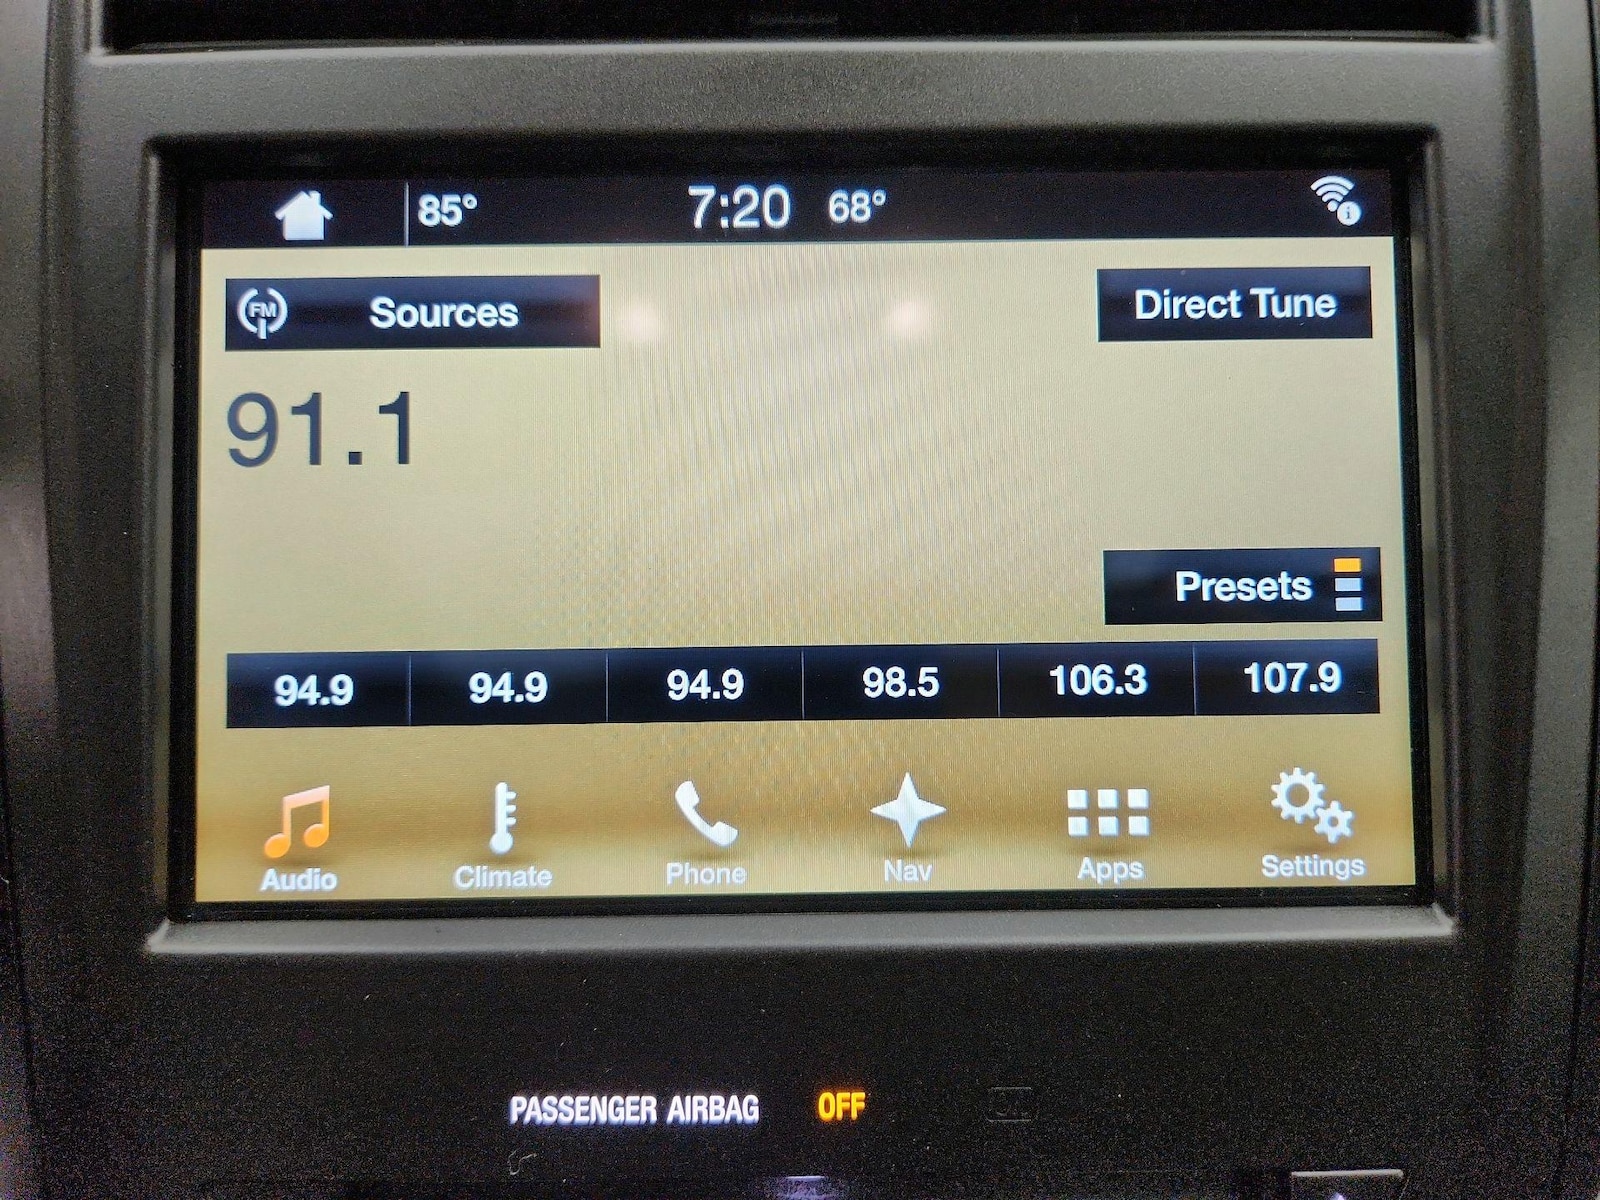 85° 7:20 68°
FM Sources Direct Tune
91.1
Presets
94.9 94.9 94.9 98.5 106.3 107.9
Audio Climate Phone Nav Apps Settings
PASSENGER AIRBAG OFF